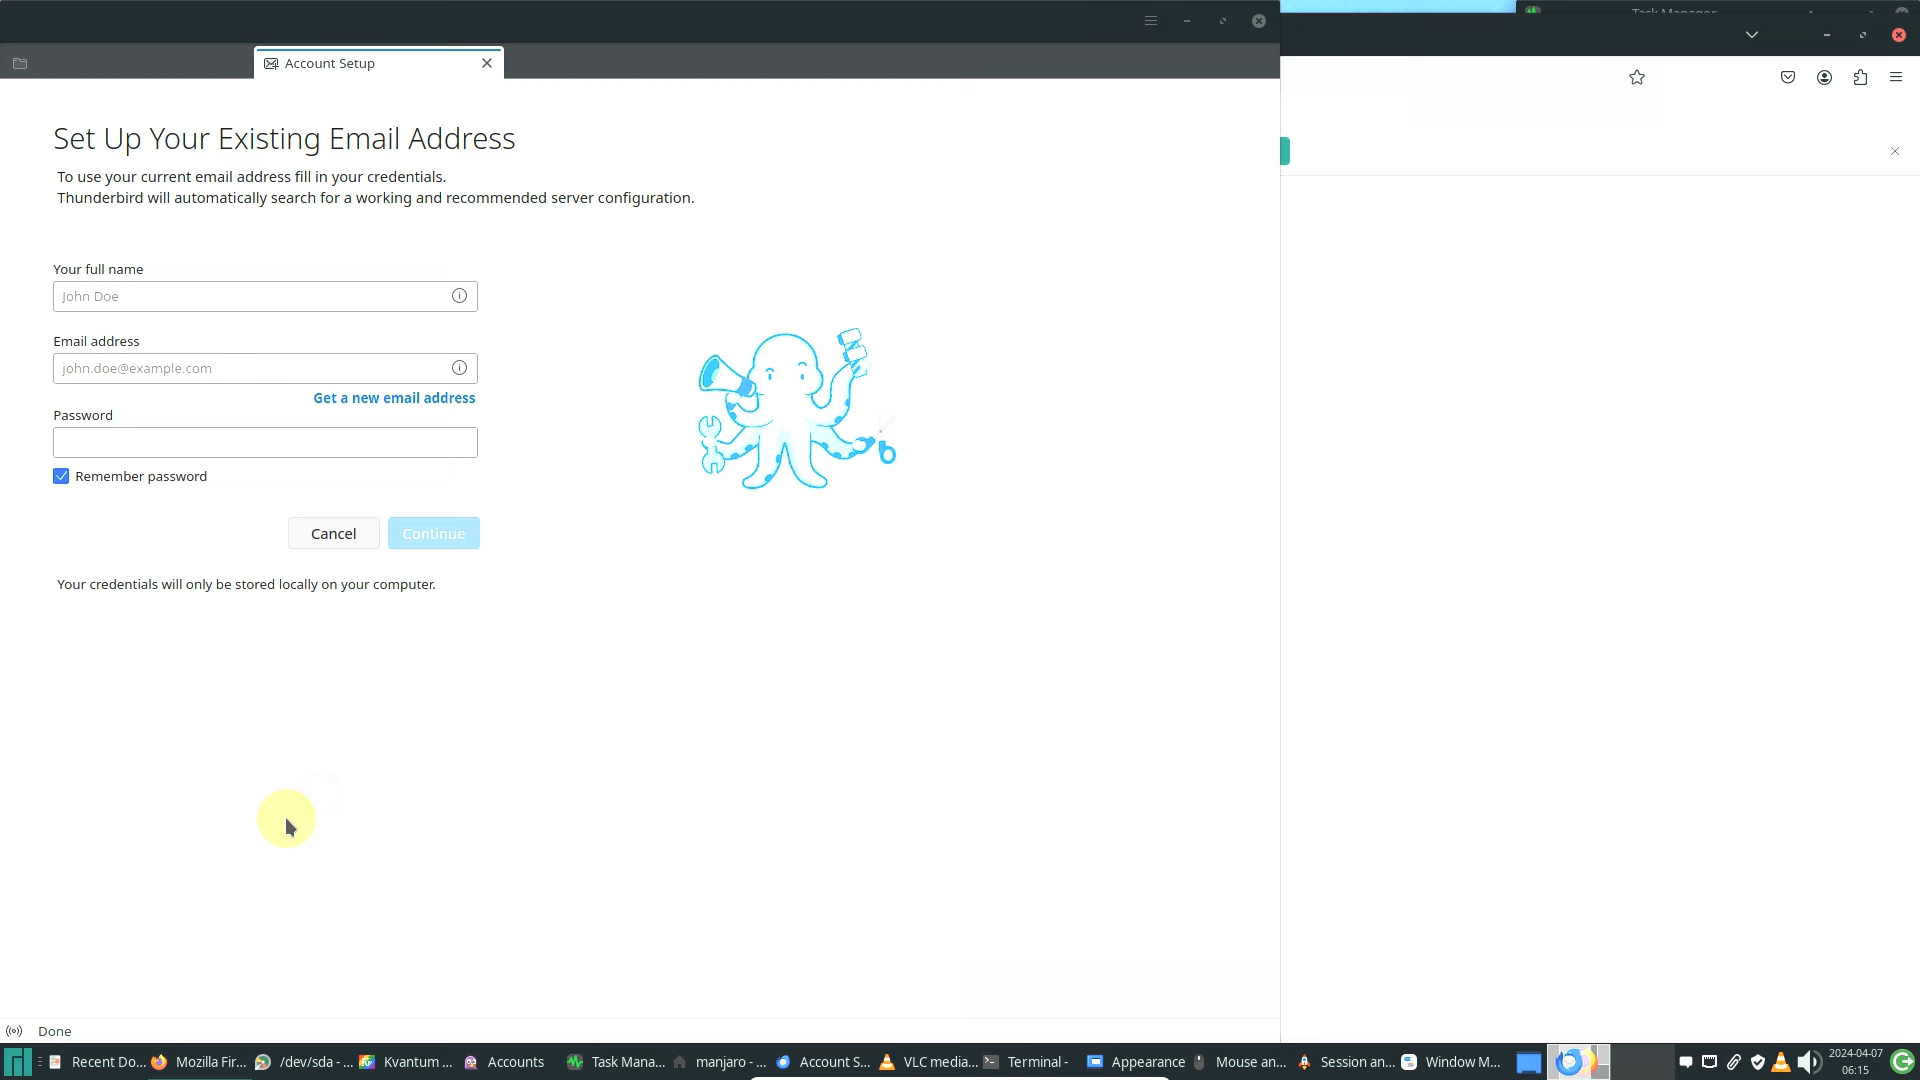 Task Manager
Account Setup
Set Up Your Existing Email Address
To use your current email address fill in your credentials.
Thunderbird will automatically search for a working and recommended server configuration.
Your full name
John Doe
Email address
john.doe@example.com
Get a new email address
Password
Remember password
Cancel
Continue
Your credentials will only be stored locally on your computer.
Done
Recent Do...
Mozilla Fir...
/dev/sda - ...
Kvantum ...
Accounts
Task Mana...
manjaro - ...
Account S...
VLC media...
Terminal -
Appearance
Mouse an...
Session an...
Window M...
2024-04-07
06:15